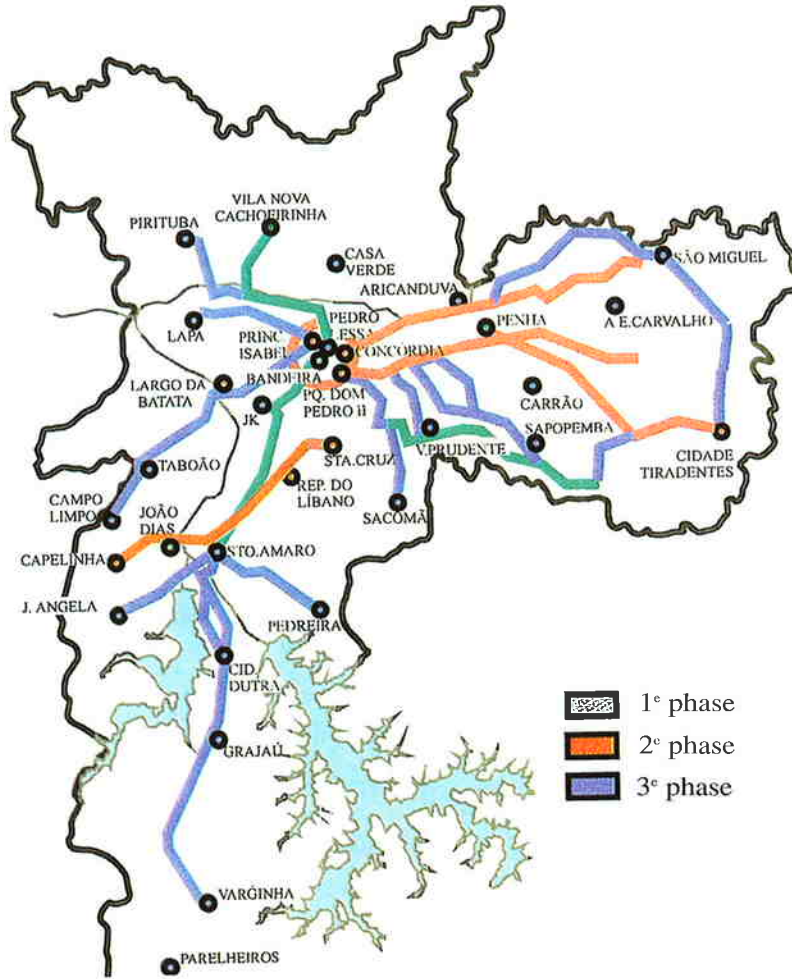 VILA NOVA
CACHOEIRINHA
PIRITUBA
CASA
VERDE
SÃO MIGUEL
ARICANDUVA
A E.CARVALHO
PENHA
LAPA
PEDRO
LESSA
PRINC
ISABEL
CONCORDIA
BANDEIRA
PQ. DOM
PEDRO II
LARGO DA
BATATA
JK
CARRÃO
SAPOPEMBA
V.PRUDENTE
CIDADE
TIRADENTES
STA.CRUZ
TABOÃO
REP. DO
LÍBANO
CAMPO
LIMPO
JOÃO
DIAS
SACOMÃ
CAPELINHA
STO.AMARO
J. ANGELA
PEDREIRA
CID.
DUTRA
GRAJAÚ
VARGINHA
PARELHEIROS
1e phase
2e phase
3e phase